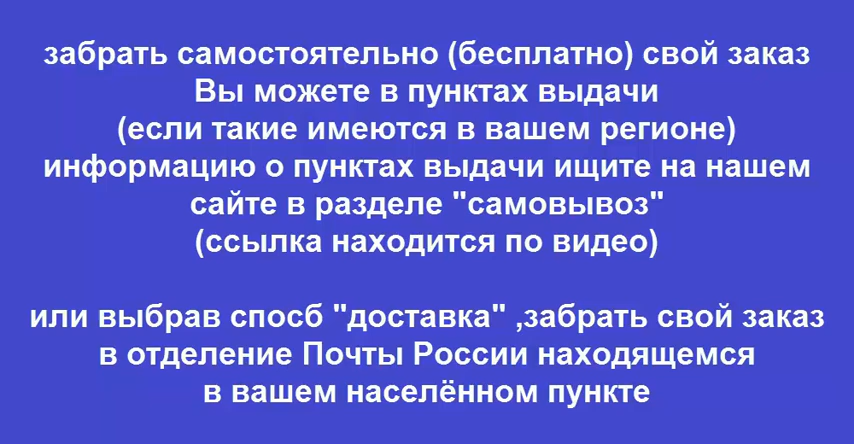 забрать самостоятельно (бесплатно) свой заказ
Вы можете в пунктах выдачи
(если такие имеются в вашем регионе)
информацию о пунктах выдачи ищите на нашем
сайте в разделе "самовывоз"
(ссылка находится по видео)
или выбрав спосб "доставка" ,забрать свой заказ
в отделение Почты России находящемся
в вашем населённом пункте